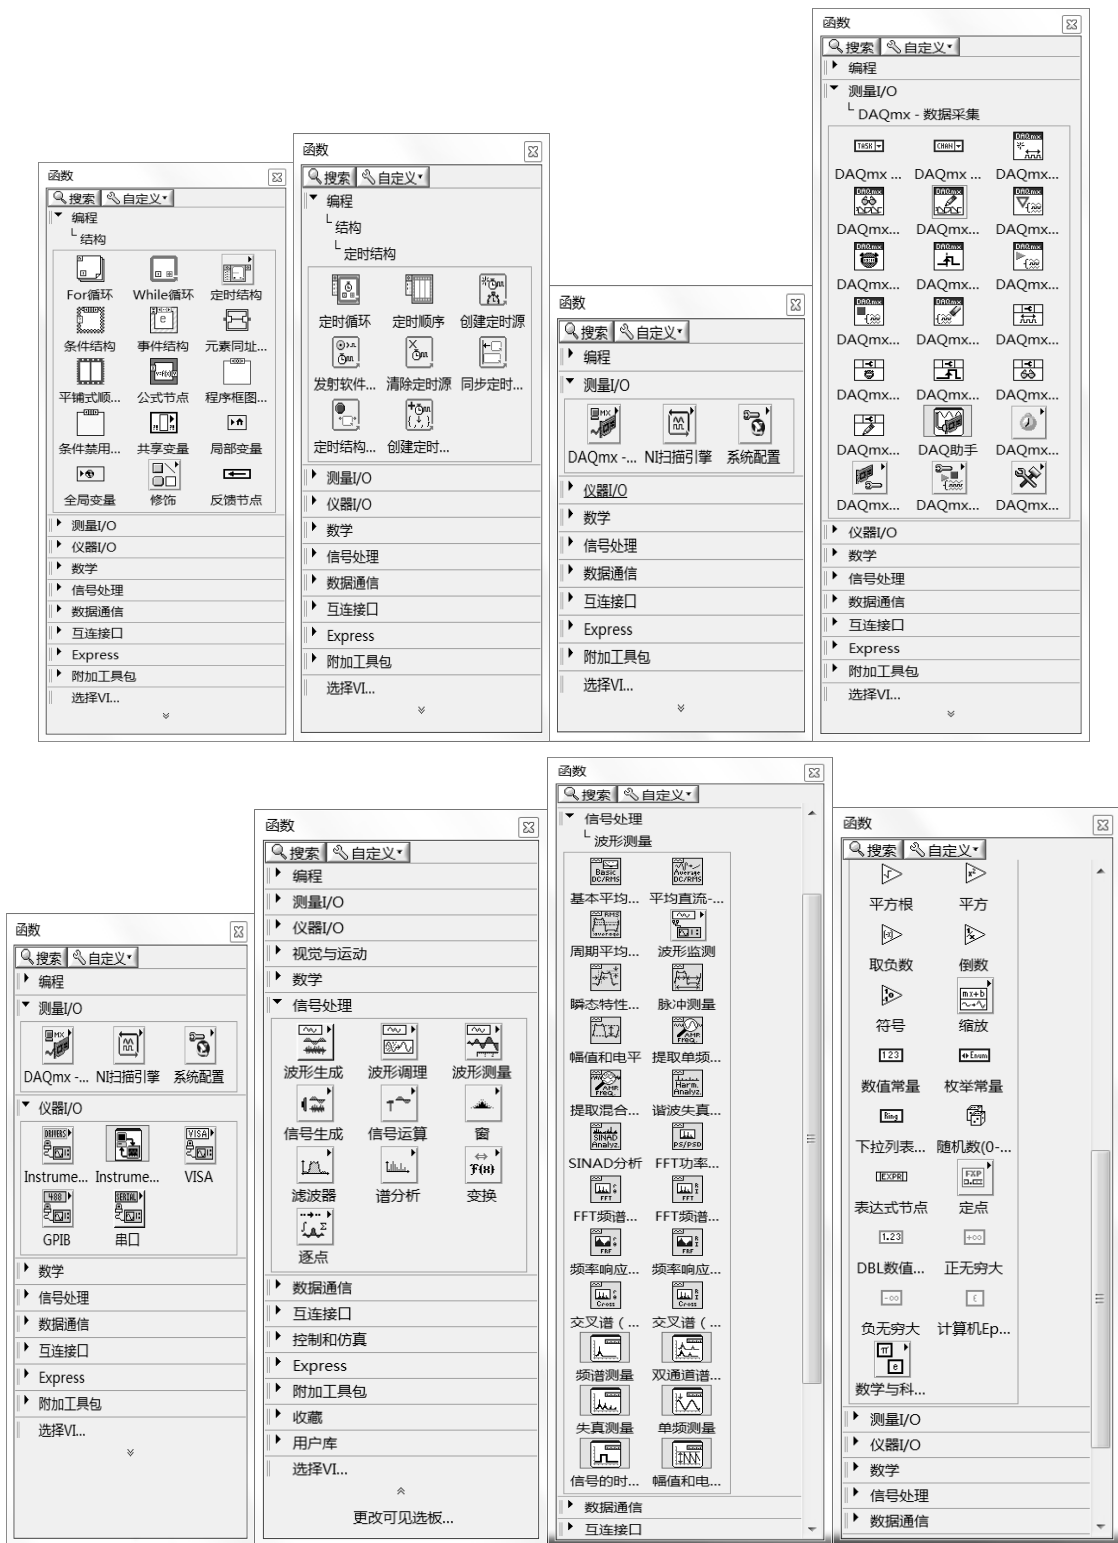 函数
搜索 自定义
编程
结构
For循环 While循环 定时结构
条件结构 事件结构 元素同址...
平铺式顺... 公式节点 程序框图...
条件禁用... 共享变量 局部变量
全局变量 修饰 反馈节点
测量I/O
仪器I/O
数学
信号处理
数据通信
互连接口
Express
附加工具包
选择VI...
函数
搜索 自定义
编程
结构
定时结构
定时循环 定时顺序 创建定时源
发射软件... 清除定时源 同步定时...
定时结构... 创建定时...
测量I/O
仪器I/O
数学
信号处理
数据通信
互连接口
Express
附加工具包
选择VI...
函数
搜索 自定义
编程
测量I/O
DAQmx -... NI扫描引擎 系统配置
仪器I/O
数学
信号处理
数据通信
互连接口
Express
附加工具包
选择VI...
函数
搜索 自定义
编程
测量I/O
DAQmx - 数据采集
TASK CHAN DAQmx
DAQmx ... DAQmx ... DAQmx...
DAQmx... DAQmx... DAQmx...
DAQmx... DAQmx... DAQmx...
DAQmx... DAQmx... DAQmx...
DAQmx... DAQmx... DAQmx...
DAQmx... DAQ助手 DAQmx...
DAQmx... DAQmx... DAQmx...
仪器I/O
数学
信号处理
数据通信
互连接口
Express
附加工具包
选择VI...
函数
搜索 自定义
编程
测量I/O
DAQmx -... NI扫描引擎 系统配置
仪器I/O
Instrume... Instrume... VISA
GPIB 串口
数学
信号处理
数据通信
互连接口
Express
附加工具包
选择VI...
函数
搜索 自定义
编程
测量I/O
仪器I/O
视觉与运动
数学
信号处理
波形生成 波形调理 波形测量
信号生成 信号运算 窗
滤波器 谱分析 变换
逐点
数据通信
互连接口
控制和仿真
Express
附加工具包
收藏
用户库
选择VI...
更改可见选板...
函数
搜索 自定义
信号处理
波形测量
基本平均... 平均直流-...
周期平均... 波形监测
瞬态特性... 脉冲测量
幅值和电平 提取单频...
提取混合... 谐波失真...
SINAD分析 FFT功率...
FFT频谱... FFT频谱...
频率响应... 频率响应...
交叉谱（... 交叉谱（...
频谱测量 双通道谱...
失真测量 单频测量
信号的时... 幅值和电...
数据通信
互连接口
函数
搜索 自定义
平方根 平方
取负数 倒数
符号 缩放
数值常量 枚举常量
下拉列表... 随机数(0-...
表达式节点 定点
DBL数值... 正无穷大
负无穷大 计算机Ep...
数学与科...
测量I/O
仪器I/O
数学
信号处理
数据通信